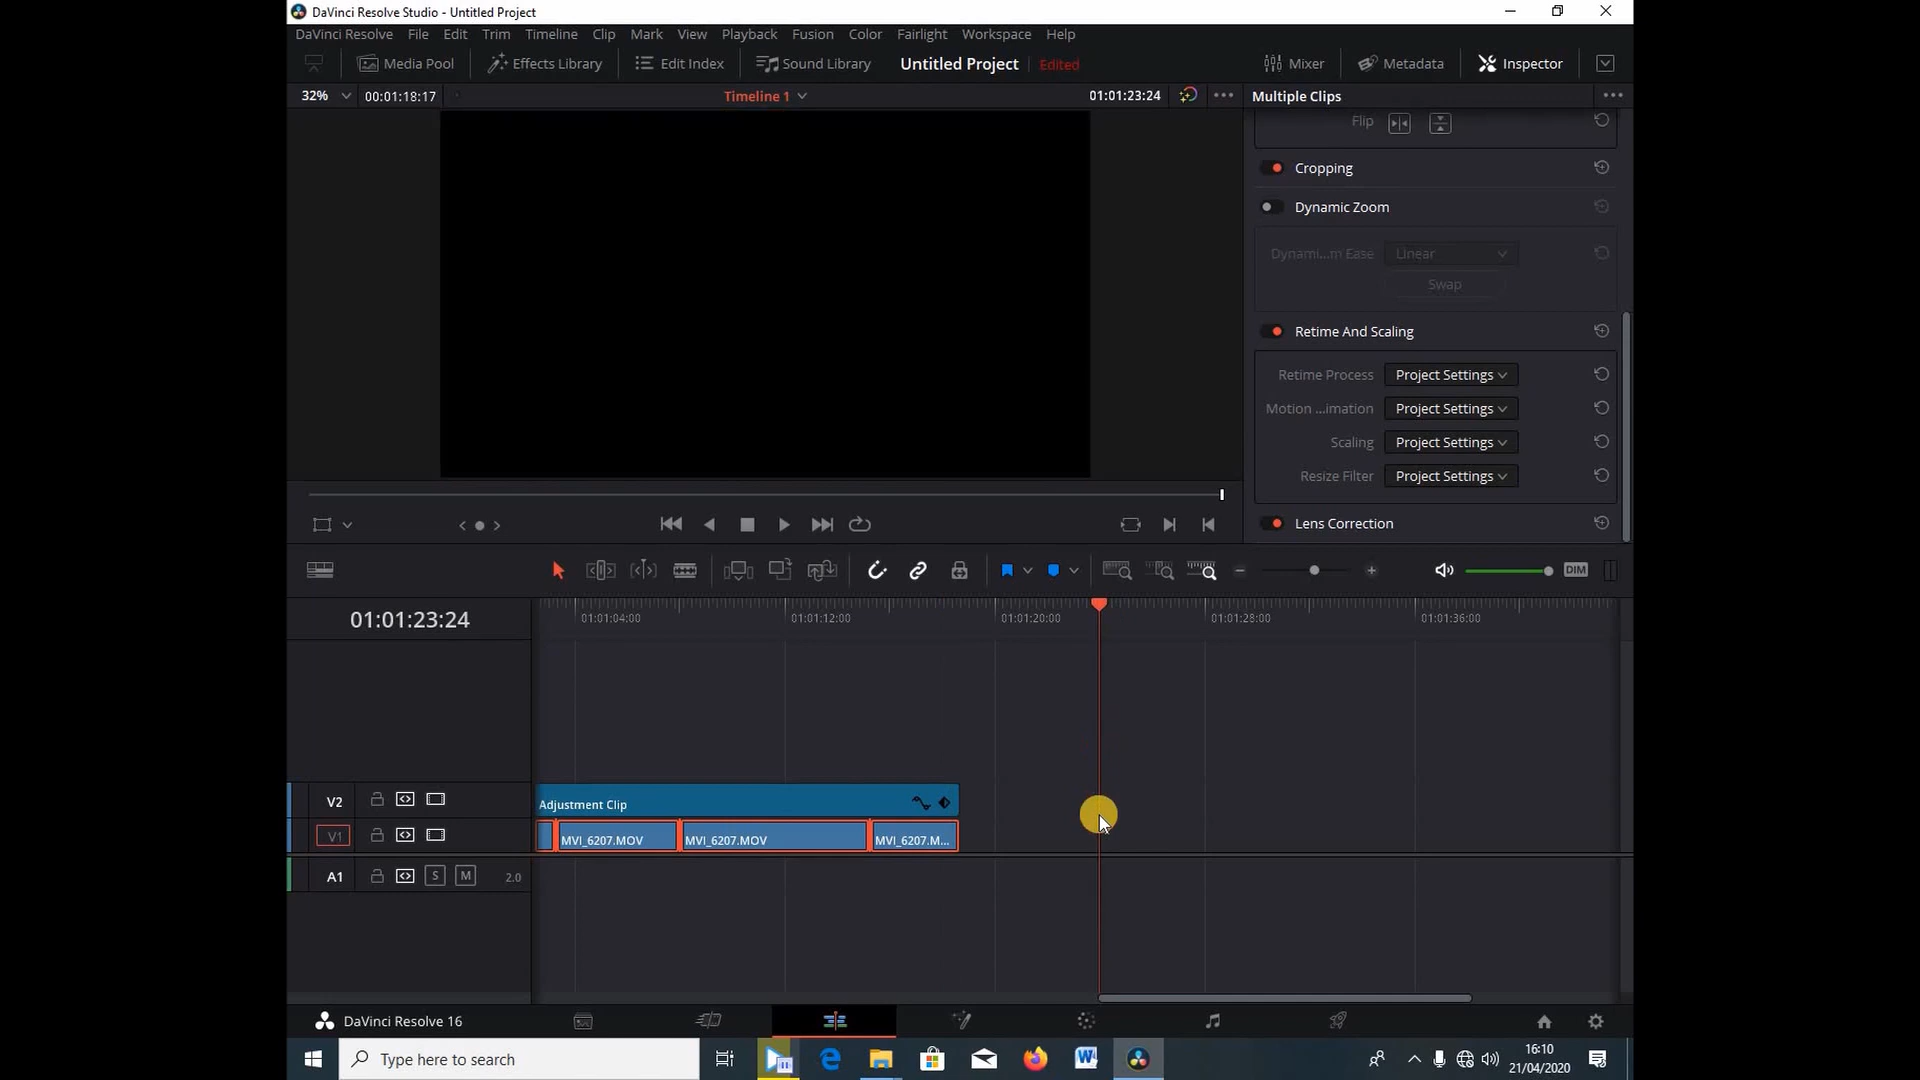 DaVinci Resolve Studio - Untitled Project
DaVinci Resolve File Edit Trim Timeline Clip Mark View Playback Fusion Color Fairlight Workspace Help
Media Pool Effects Library Edit Index Sound Library Untitled Project Edited Mixer Metadata Inspector
32% 00:01:18:17 Timeline 1 01:01:23:24 Multiple Clips
Flip
Cropping
Dynamic Zoom
Dynami...m Ease Linear
Swap
Retime And Scaling
Retime Process Project Settings
Motion ...imation Project Settings
Scaling Project Settings
Resize Filter Project Settings
Lens Correction
DIM
01:01:23:24
01:01:04:00 01:01:12:00 01:01:20:00 01:01:28:00 01:01:36:00
V2 Adjustment Clip
V1 MVI_6207.MOV MVI_6207.MOV MVI_6207.M...
A1 S M 2.0
DaVinci Resolve 16
Type here to search
16:10
21/04/2020